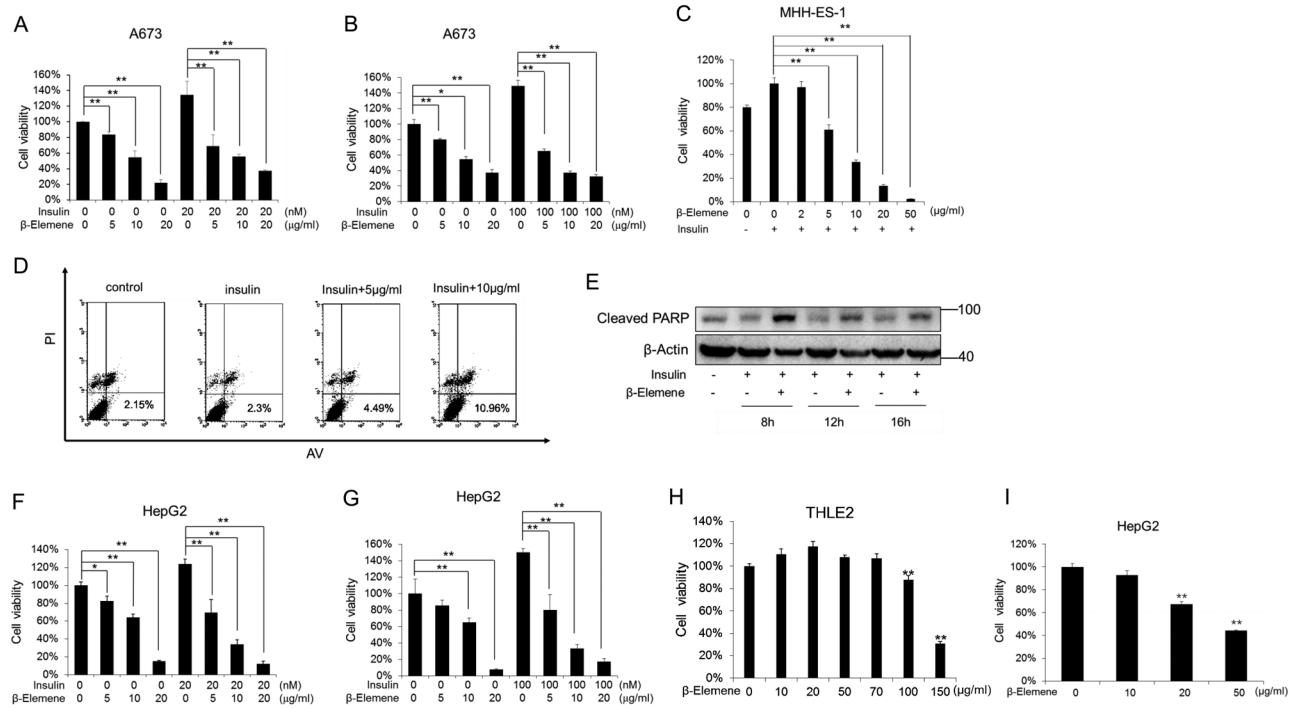 A
A673
160%
140%
120%
100%
80%
60%
40%
20%
0%
Cell viability
** ** ** ** ** **
Insulin 0 0 0 0 20 20 20 20 (nM)
β-Elemene 0 5 10 20 0 5 10 20 (μg/ml)
B
A673
160%
140%
120%
100%
80%
60%
40%
20%
0%
Cell viability
** * ** ** ** **
Insulin 0 0 0 0 100 100 100 100 (nM)
β-Elemene 0 5 10 20 0 5 10 20 (μg/ml)
C
MHH-ES-1
120%
100%
80%
60%
40%
20%
0%
Cell viability
** ** ** **
β-Elemene 0 0 2 5 10 20 50 (μg/ml)
Insulin - + + + + + +
D
PI
control
2.15%
insulin
2.3%
Insulin+5μg/ml
4.49%
Insulin+10μg/ml
10.96%
AV
E
Cleaved PARP
100
β-Actin
40
Insulin - + + + + + +
β-Elemene - - + - + - +
8h 12h 16h
F
HepG2
140%
120%
100%
80%
60%
40%
20%
0%
Cell viability
* ** ** ** ** **
Insulin 0 0 0 0 20 20 20 20 (nM)
β-Elemene 0 5 10 20 0 5 10 20 (μg/ml)
G
HepG2
160%
140%
120%
100%
80%
60%
40%
20%
0%
Cell viability
** ** ** ** **
Insulin 0 0 0 0 100 100 100 100 (nM)
β-Elemene 0 5 10 20 0 5 10 20 (μg/ml)
H
THLE2
140%
120%
100%
80%
60%
40%
20%
0%
Cell viability
** **
β-Elemene 0 10 20 50 70 100 150 (μg/ml)
I
HepG2
120%
100%
80%
60%
40%
20%
0%
Cell viability
** **
β-Elemene 0 10 20 50 (μg/ml)